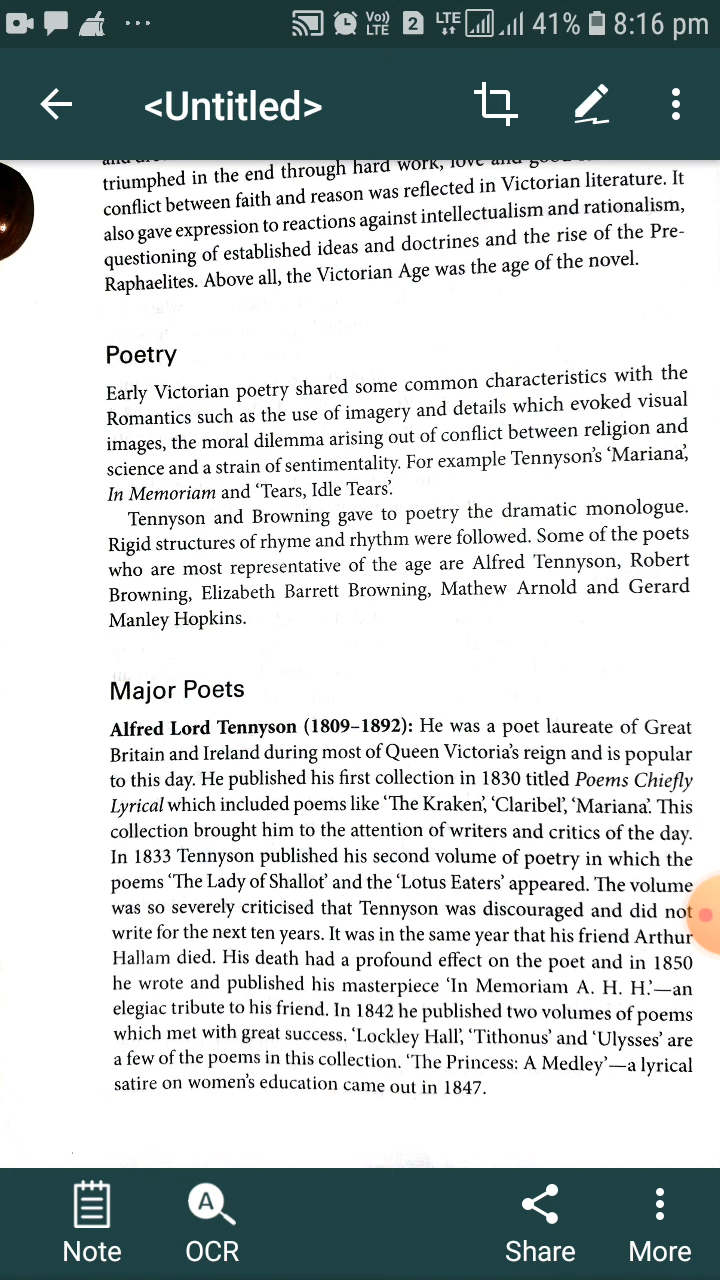 Vo))
LTE
2
LTE
41%
8:16 pm
<Untitled>
triumphed in the end through hard work, love and
conflict between faith and reason was reflected in Victorian literature. It
also gave expression to reactions against intellectualism and rationalism,
questioning of established ideas and doctrines and the rise of the Pre-
Raphaelites. Above all, the Victorian Age was the age of the novel.
Poetry
Early Victorian poetry shared some common characteristics with the
Romantics such as the use of imagery and details which evoked visual
images, the moral dilemma arising out of conflict between religion and
science and a strain of sentimentality. For example Tennyson's 'Mariana',
In Memoriam and 'Tears, Idle Tears'.
Tennyson and Browning gave to poetry the dramatic monologue.
Rigid structures of rhyme and rhythm were followed. Some of the poets
who are most representative of the age are Alfred Tennyson, Robert
Browning, Elizabeth Barrett Browning, Mathew Arnold and Gerard
Manley Hopkins.
Major Poets
Alfred Lord Tennyson (1809–1892): He was a poet laureate of Great
Britain and Ireland during most of Queen Victoria's reign and is popular
to this day. He published his first collection in 1830 titled Poems Chiefly
Lyrical which included poems like 'The Kraken', 'Claribel', 'Mariana'. This
collection brought him to the attention of writers and critics of the day.
In 1833 Tennyson published his second volume of poetry in which the
poems 'The Lady of Shallot' and the 'Lotus Eaters' appeared. The volume
was so severely criticised that Tennyson was discouraged and did not
write for the next ten years. It was in the same year that his friend Arthur
Hallam died. His death had a profound effect on the poet and in 1850
he wrote and published his masterpiece 'In Memoriam A. H. H.'—an
elegiac tribute to his friend. In 1842 he published two volumes of poems
which met with great success. 'Lockley Hall', 'Tithonus' and 'Ulysses' are
a few of the poems in this collection. 'The Princess: A Medley'—a lyrical
satire on women's education came out in 1847.
A
Note
OCR
Share
More